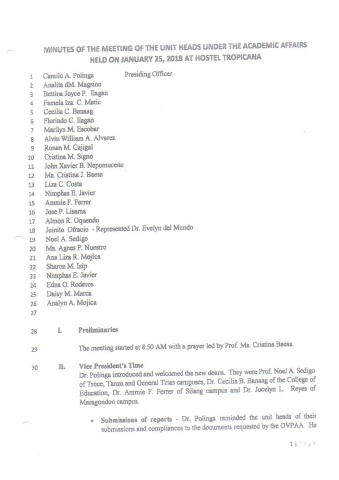 MINUTES OF THE MEETING OF THE UNIT HEADS UNDER THE ACADEMIC AFFAIRS
HELD ON JANUARY 25, 2018 AT HOSTEL TROPICANA
1 Camilo A. Polinga Presiding Officer
2 Analita dM. Magsino
3 Bettina Joyce P. Ilagan
4 Famela Iza C. Matic
5 Cecilia C. Banaag
6 Florindo C. Ilagan
7 Marilyn M. Escobar
8 Alvin William A. Alvarez
9 Ronan M. Cajigal
10 Cristina M. Signo
11 John Xavier B. Nepomuceno
12 Ma. Cristina J. Baesa
13 Liza C. Costa
14 Nimphas E. Javier
15 Ammie P. Ferrer
16 Jose P. Lisama
17 Almon R. Oquendo
18 Joinito Ofracio - Represented Dr. Evelyn del Mundo
19 Noel A. Sedigo
20 Ma. Agnes P. Nuestro
21 Ana Liza R. Mojica
22 Sharon M. Isip
23 Nimphas E. Javier
24 Edna O. Roderos
25 Daisy M. Merca
26 Analyn A. Mojica
27
28 I. Preliminaries
29 The meeting started at 8:50 AM with a prayer led by Prof. Ma. Cristina Baesa.
30 II. Vice President's Time
Dr. Polinga introduced and welcomed the new deans. They were Prof. Noel A. Sedigo
of Trece, Tanza and General Trias campuses, Dr. Cecilia B. Banaag of the College of
Education, Dr. Ammie F. Ferrer of Silang campus and Dr. Jocelyn L. Reyes of
Maragondon campus.
• Submissions of reports - Dr. Polinga reminded the unit heads of their
submissions and compliances to the documents requested by the OVPAA. He
1 |